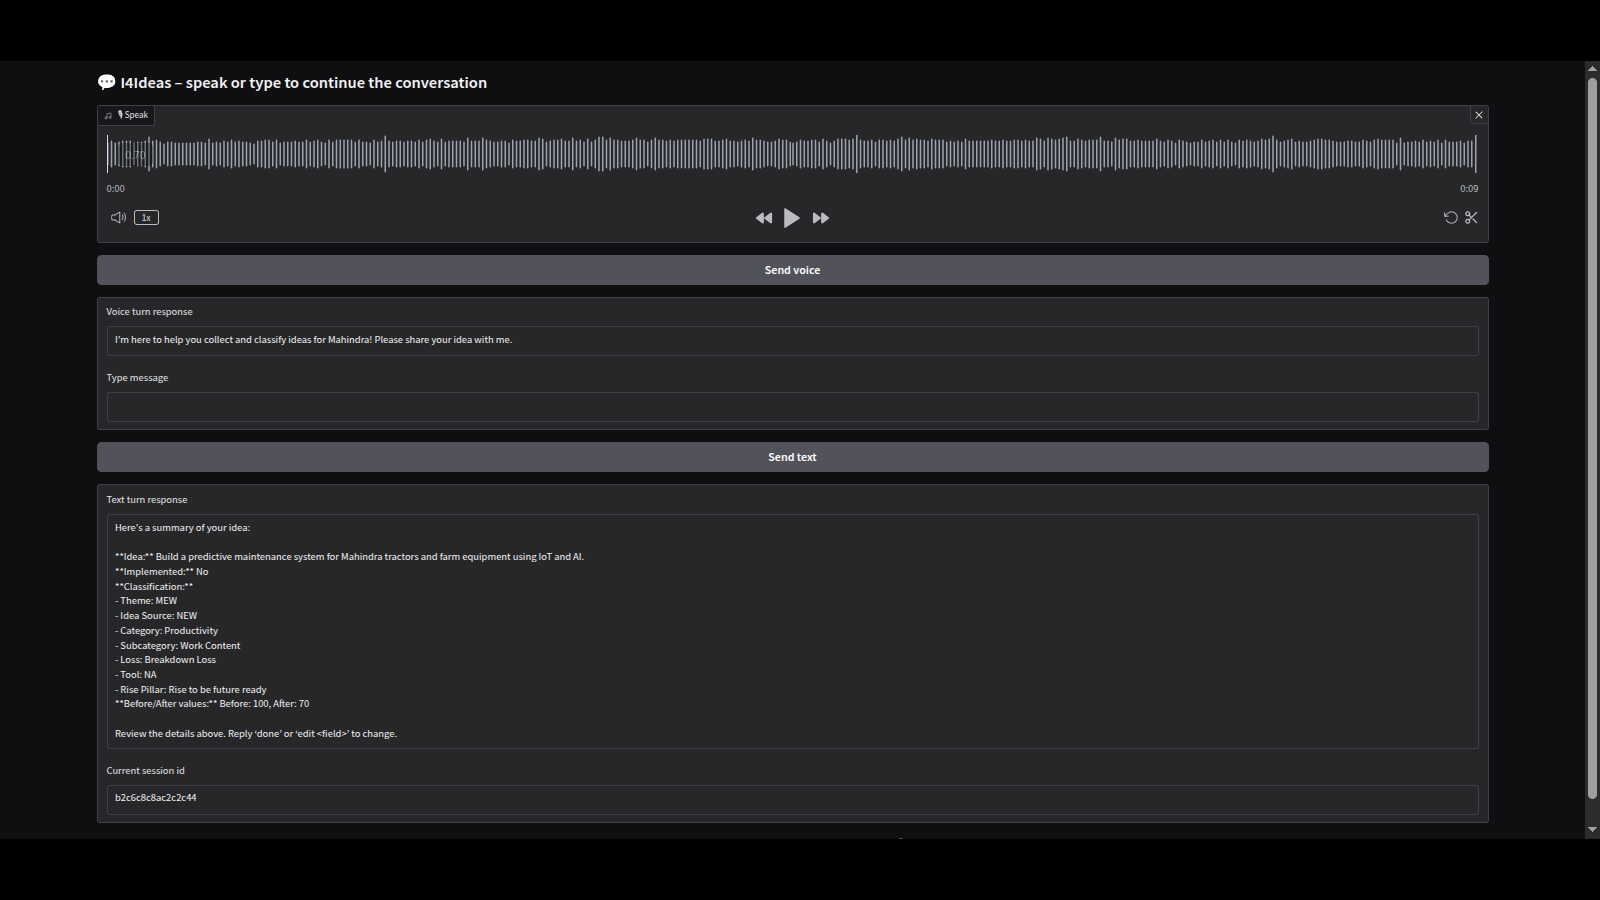 💬 I4Ideas – speak or type to continue the conversation
🎙 Speak
0:70
0:00
0:09
1x
Send voice
Voice turn response
I'm here to help you collect and classify ideas for Mahindra! Please share your idea with me.
Type message
Send text
Text turn response
Here's a summary of your idea:
**Idea:** Build a predictive maintenance system for Mahindra tractors and farm equipment using IoT and AI.
**Implemented:** No
**Classification:**
- Theme: MEW
- Idea Source: NEW
- Category: Productivity
- Subcategory: Work Content
- Loss: Breakdown Loss
- Tool: NA
- Rise Pillar: Rise to be future ready
**Before/After values:** Before: 100, After: 70
Review the details above. Reply ‘done’ or ‘edit <field>’ to change.
Current session id
b2c6c8c8ac2c2c44